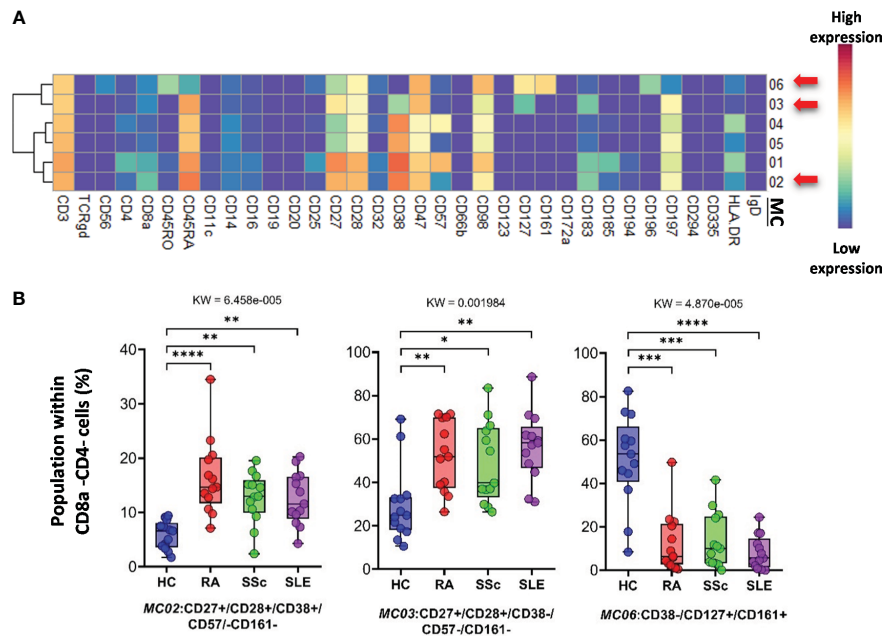 A
High
expression
06
03
04
05
01
02
MC
CD3 TCRgd CD56 CD4 CD8a CD45RO CD45RA CD11c CD14 CD16 CD19 CD20 CD25 CD27 CD28 CD32 CD38 CD47 CD57 CD66b CD98 CD123 CD127 CD161 CD172a CD183 CD185 CD194 CD196 CD197 CD294 CD335 HLA.DR IgD
Low
expression
B
Population within
CD8a -CD4- cells (%)
KW = 6.458e-005
**
**
****
40
30
20
10
0
HC RA SSc SLE
MC02:CD27+/CD28+/CD38+/
CD57/-CD161-
KW = 0.001984
**
*
**
100
80
60
40
20
0
HC RA SSc SLE
MC03:CD27+/CD28+/CD38-/
CD57-/CD161-
KW = 4.870e-005
****
***
***
100
80
60
40
20
0
HC RA SSc SLE
MC06:CD38-/CD127+/CD161+